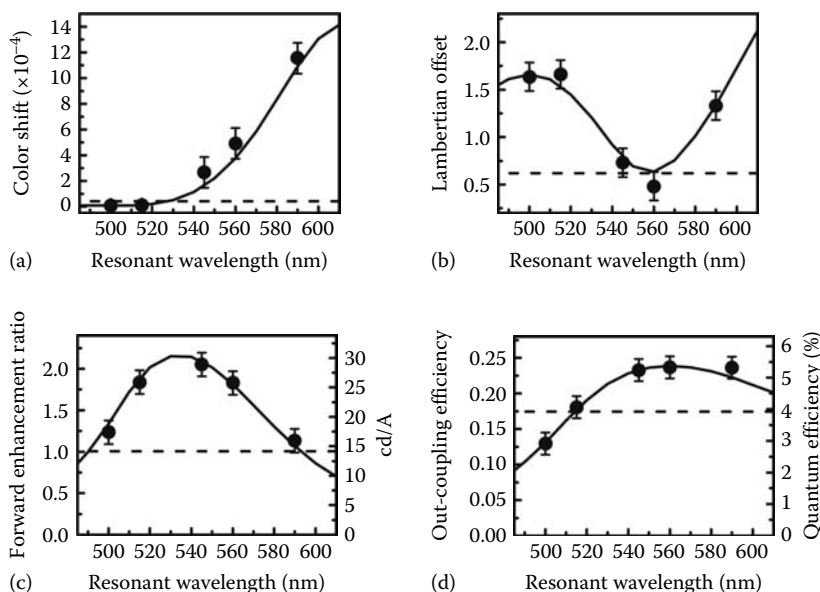 14
12
10
8
6
4
2
0
Color shift (×10⁻⁴)
500 520 540 560 580 600
(a) Resonant wavelength (nm)
2.0
1.5
1.0
0.5
Lambertian offset
500 520 540 560 580 600
(b) Resonant wavelength (nm)
2.0
1.5
1.0
0.5
0.0
Forward enhancement ratio
30
25
20
15
10
5
0
cd/A
500 520 540 560 580 600
(c) Resonant wavelength (nm)
0.25
0.20
0.15
0.10
0.05
0.00
Out-coupling efficiency
6
5
4
3
2
1
0
Quantum efficiency (%)
500 520 540 560 580 600
(d) Resonant wavelength (nm)